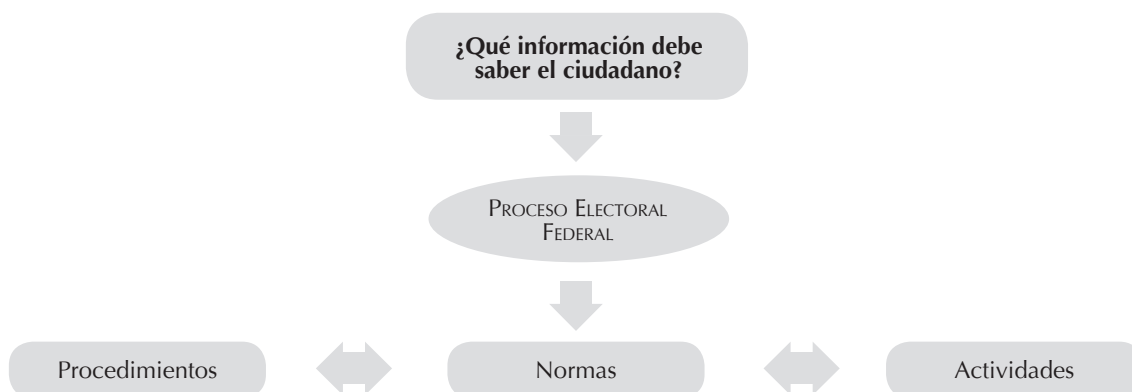 ¿Qué información debe
saber el ciudadano?
Proceso Electoral
Federal
Procedimientos
Normas
Actividades